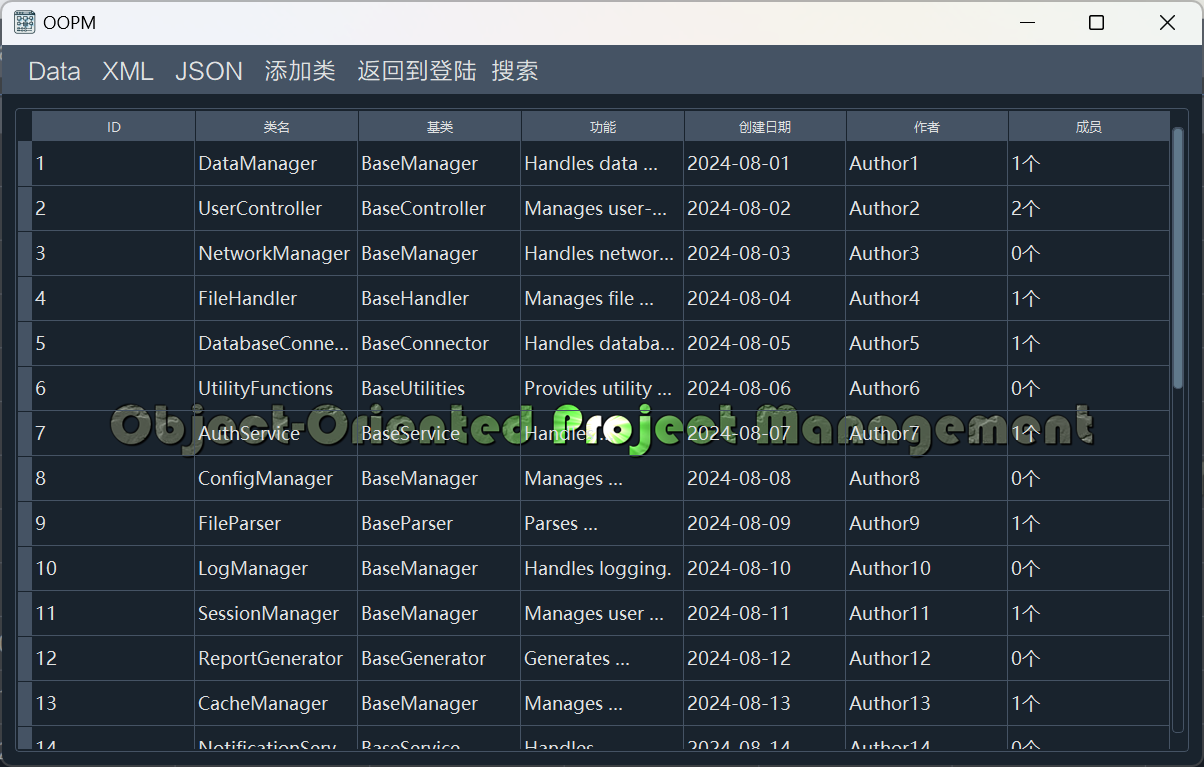 OOPM
Data XML JSON 添加类 返回到登陆 搜索
ID 类名 基类 功能 创建日期 作者 成员
1 DataManager BaseManager Handles data ... 2024-08-01 Author1 1个
2 UserController BaseController Manages user-... 2024-08-02 Author2 2个
3 NetworkManager BaseManager Handles networ... 2024-08-03 Author3 0个
4 FileHandler BaseHandler Manages file ... 2024-08-04 Author4 1个
5 DatabaseConne... BaseConnector Handles databa... 2024-08-05 Author5 1个
6 UtilityFunctions BaseUtilities Provides utility ... 2024-08-06 Author6 0个
Object-Oriented Project Management
7 AuthService BaseService Handles ... 2024-08-07 Author7 1个
8 ConfigManager BaseManager Manages ... 2024-08-08 Author8 0个
9 FileParser BaseParser Parses ... 2024-08-09 Author9 1个
10 LogManager BaseManager Handles logging. 2024-08-10 Author10 0个
11 SessionManager BaseManager Manages user ... 2024-08-11 Author11 1个
12 ReportGenerator BaseGenerator Generates ... 2024-08-12 Author12 0个
13 CacheManager BaseManager Manages ... 2024-08-13 Author13 1个
14 NotificationServ... BaseService Handles ... 2024-08-14 Author14 0个